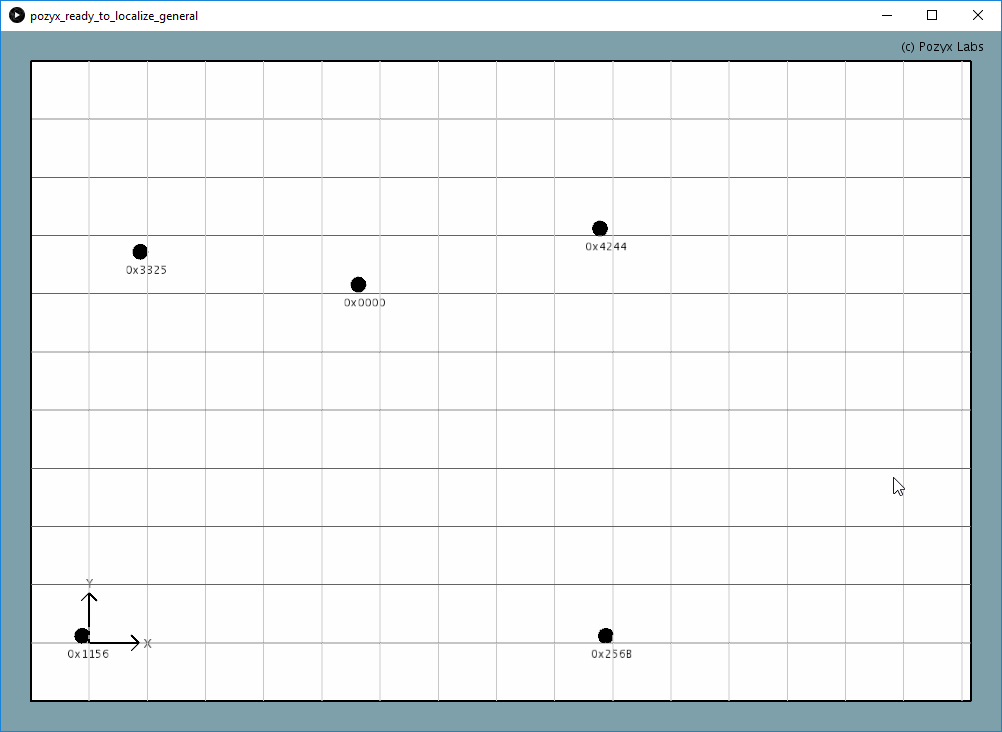 pozyx_ready_to_localize_general
(c) Pozyx Labs
0x4244
0x3325
0x0000
Y
X
0x1156
0x256B